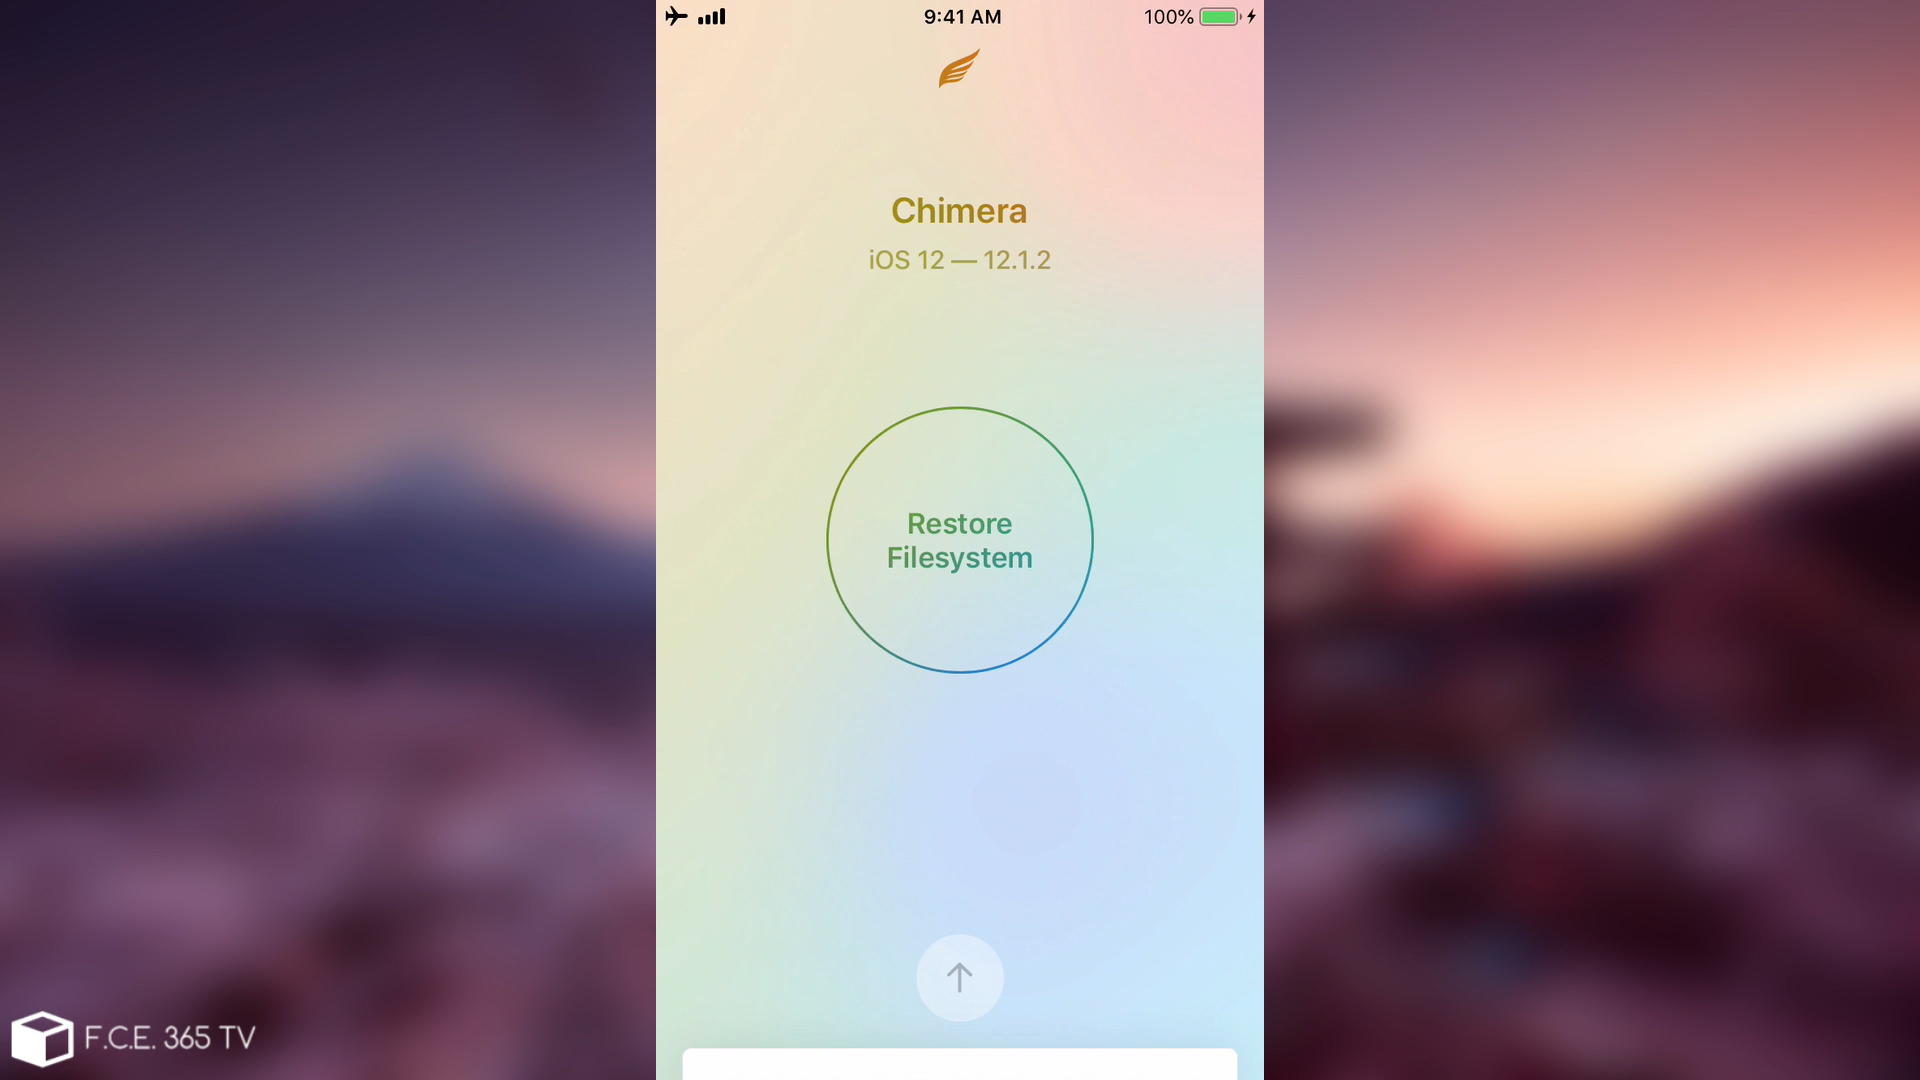 9:41 AM
100%
Chimera
iOS 12 — 12.1.2
Restore
Filesystem
F.C.E. 365 TV